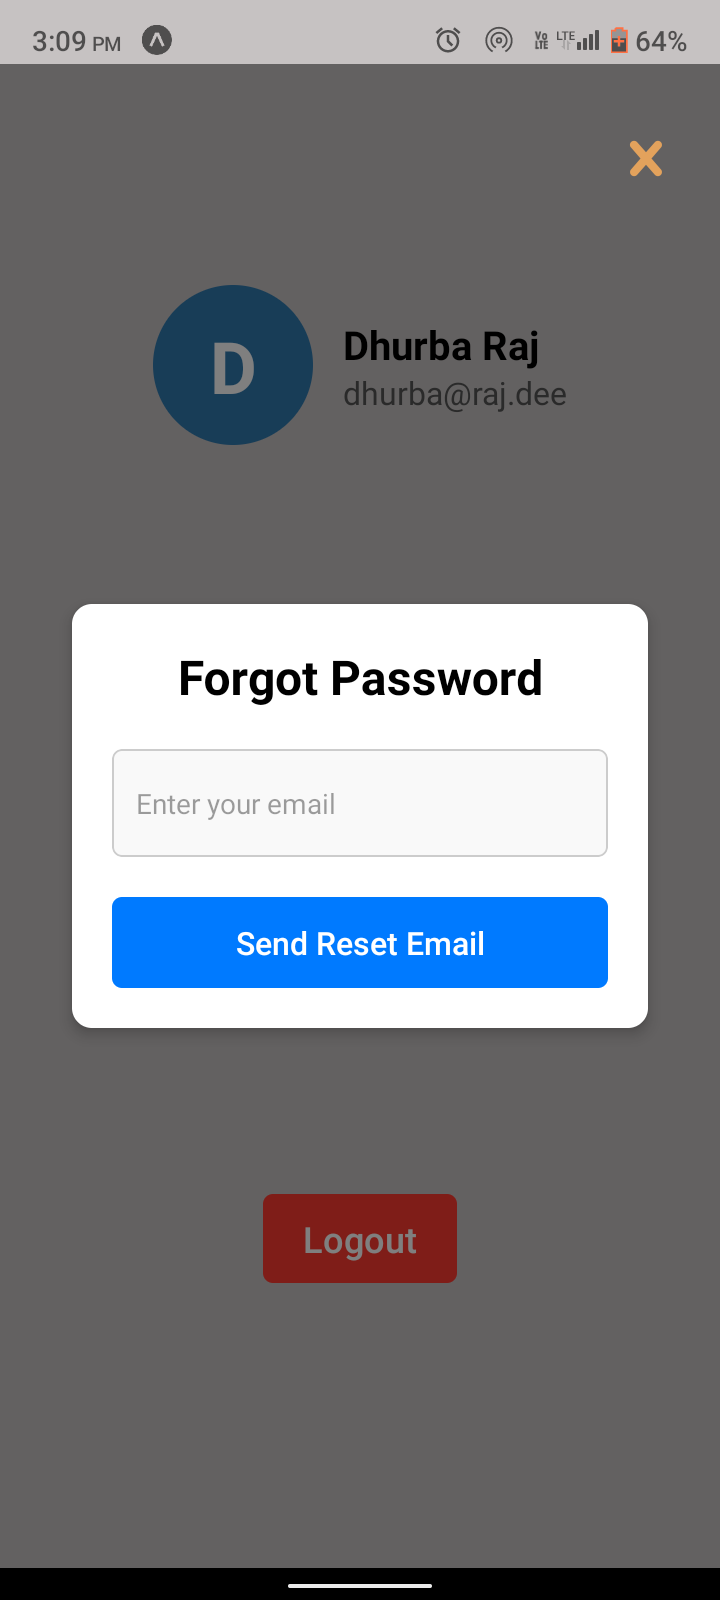 3:09 PM
Vo LTE LTE 64%
D
Dhurba Raj
dhurba@raj.dee
Forgot Password
Enter your email
Send Reset Email
Logout